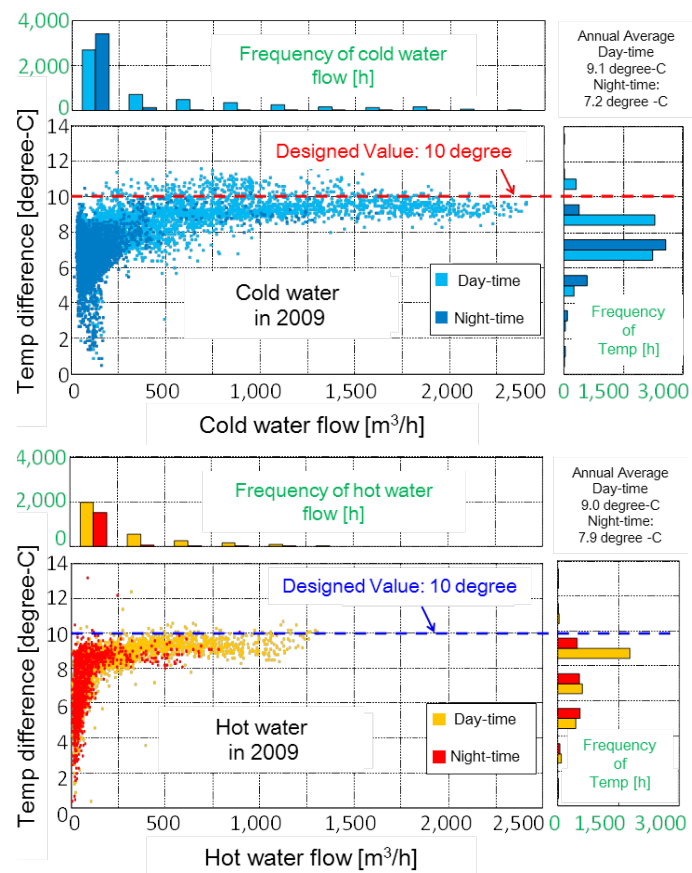 4,000
2,000
0
Frequency of cold water
flow [h]
Annual Average
Day-time
9.1 degree-C
Night-time:
7.2 degree -C
Temp difference [degree-C]
14
12
10
8
6
4
2
0
Designed Value: 10 degree
Cold water
in 2009
Day-time
Night-time
Frequency
of
Temp [h]
0 500 1,000 1,500 2,000 2,500
0 1,500 3,000
Cold water flow [m³/h]
4,000
2,000
0
Frequency of hot water
flow [h]
Annual Average
Day-time
9.0 degree-C
Night-time:
7.9 degree -C
Temp difference [degree-C]
14
12
10
8
6
4
2
0
Designed Value: 10 degree
Hot water
in 2009
Day-time
Night-time
Frequency
of
Temp [h]
0 500 1,000 1,500 2,000 2,500
0 1,500 3,000
Hot water flow [m³/h]